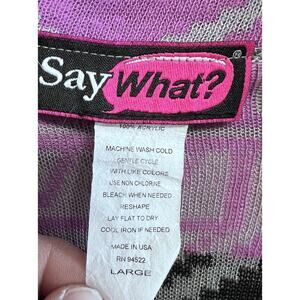 Say What? ®
100% ACRYLIC
MACHINE WASH COLD
GENTLE CYCLE
WITH LIKE COLORS
USE NON CHLORINE
BLEACH WHEN NEEDED
RESHAPE
LAY FLAT TO DRY
COOL IRON IF NEEDED
MADE IN USA
RN 94522
LARGE